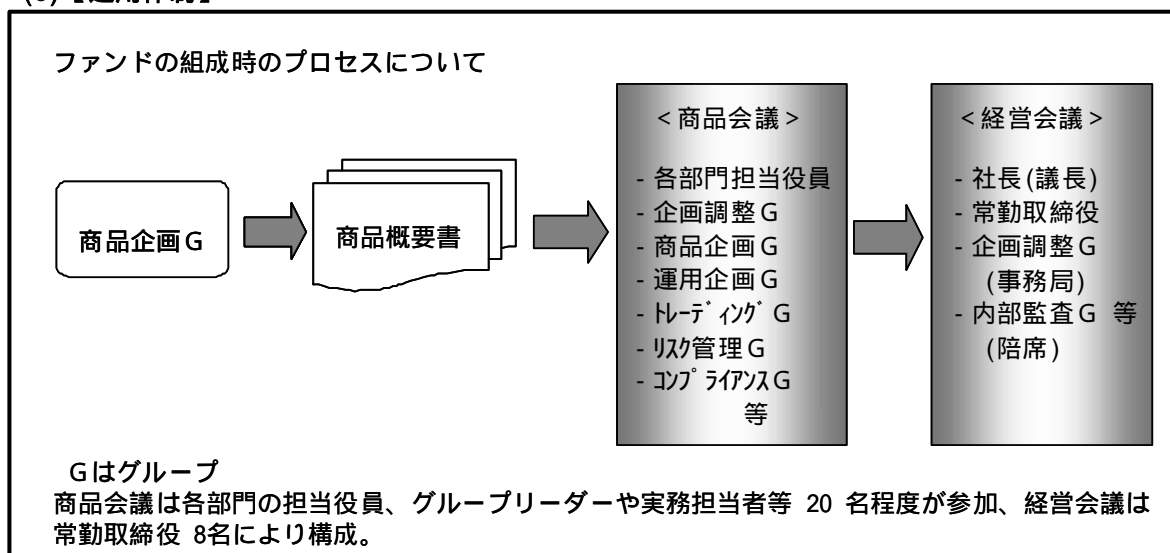 ファンドの組成時のプロセスについて
商品企画G
商品概要書
<商品会議>
- 各部門担当役員
- 企画調整G
- 商品企画G
- 運用企画G
- ﾄﾚｰﾃﾞｨﾝｸﾞG
- ﾘｽｸ管理G
- ｺﾝﾌﾟﾗｲｱﾝｽG
等
<経営会議>
- 社長(議長)
- 常勤取締役
- 企画調整G
(事務局)
- 内部監査G 等
(陪席)
Gはグループ
商品会議は各部門の担当役員、グループリーダーや実務担当者等 20 名程度が参加、経営会議は
常勤取締役 8名により構成。